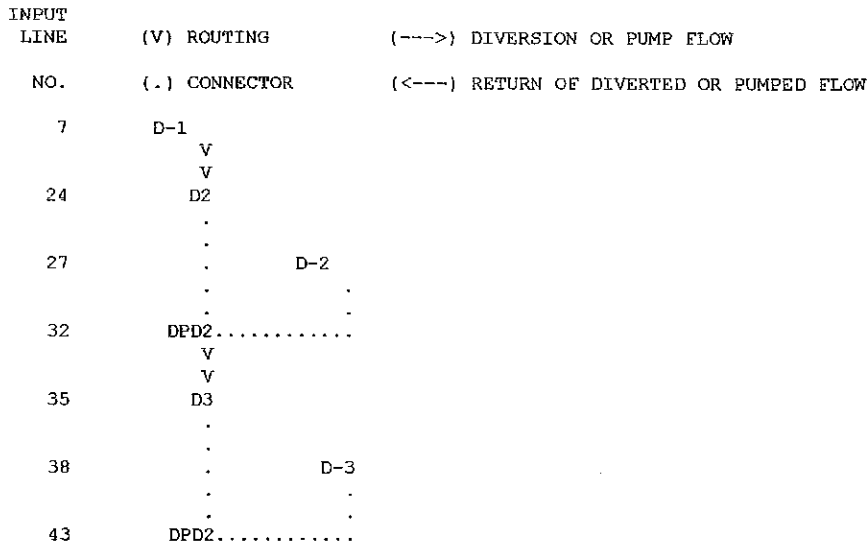 INPUT
LINE (V) ROUTING (--->) DIVERSION OR PUMP FLOW
NO. (.) CONNECTOR (<---) RETURN OF DIVERTED OR PUMPED FLOW
7 D-1
V
V
24 D2
.
.
27 . D-2
. .
. .
32 DPD2............
V
V
35 D3
.
.
38 . D-3
. .
. .
43 DPD2............